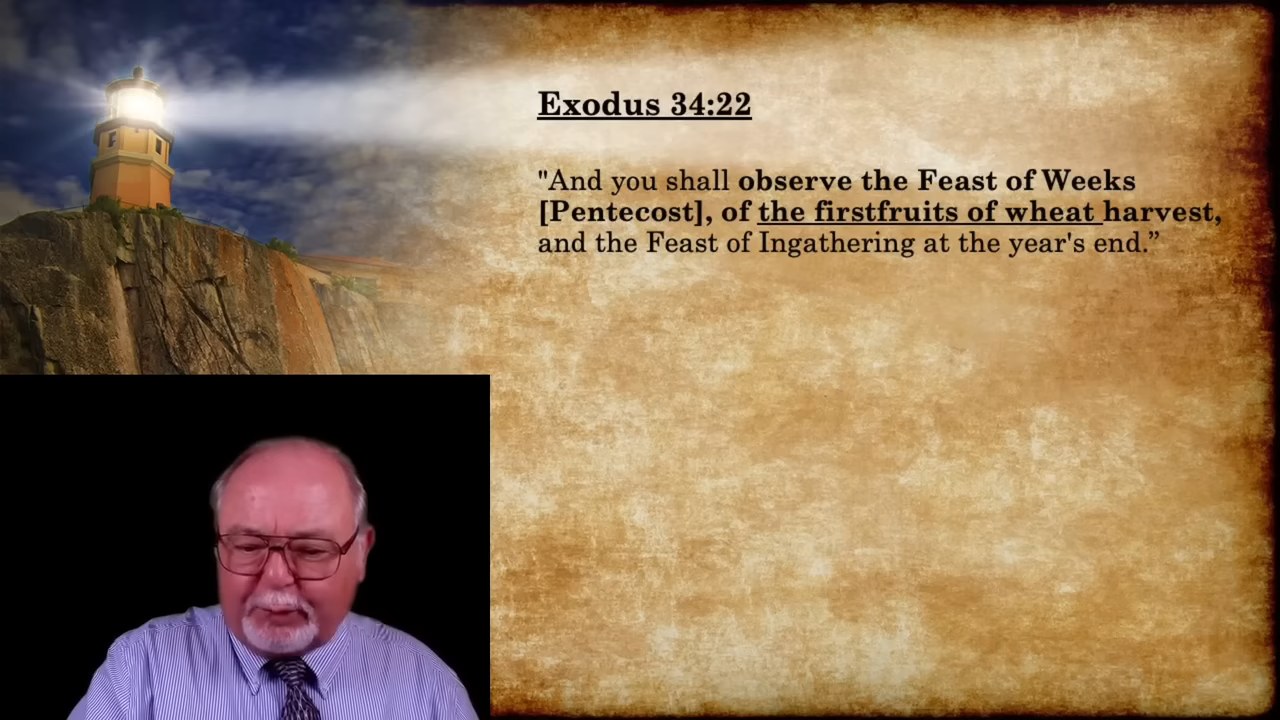 Exodus 34:22
"And you shall observe the Feast of Weeks
[Pentecost], of the firstfruits of wheat harvest,
and the Feast of Ingathering at the year's end.”